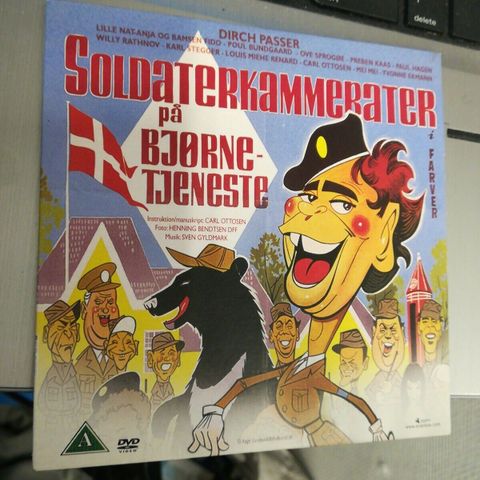 DIRCH PASSER
LILLE NAT-ANJA OG BAMSEN FIDO - POUL BUNDGAARD - OVE SPROGØE - PREBEN KAAS - PAUL HAGEN
WILLY RATHNOV - KARL STEGGER - LOUIS MIEHE RENARD - CARL OTTOSEN - MEI MEI - YVONNE EKMANN
SOLDATERKAMMERATER
på
BJØRNE-
TJENESTE
i FARVER
Instruktion/manuskript: CARL OTTOSEN
Foto: HENNING BENDTSEN DFF
Musik: SVEN GYLDMARK
A
DVD
VIDEO
delete